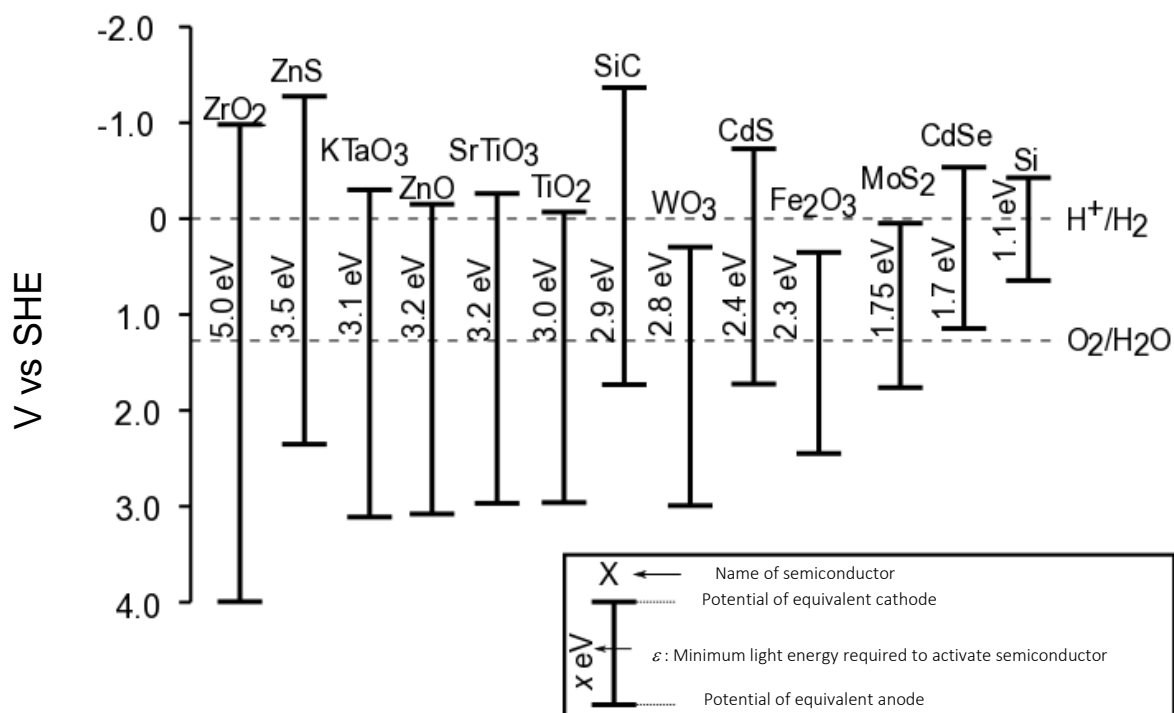 -2.0
ZnS
SiC
ZrO₂
-1.0
CdS
CdSe
KTaO₃
SrTiO₃
Si
ZnO
TiO₂
MoS₂
WO₃
Fe₂O₃
0
H⁺/H₂
5.0 eV
3.5 eV
3.1 eV
3.2 eV
3.2 eV
3.0 eV
2.9 eV
2.8 eV
2.4 eV
2.3 eV
1.75 eV
1.7 eV
1.1 eV
1.0
O₂/H₂O
V vs SHE
2.0
3.0
4.0
X
Name of semiconductor
Potential of equivalent cathode
x eV
ε : Minimum light energy required to activate semiconductor
Potential of equivalent anode